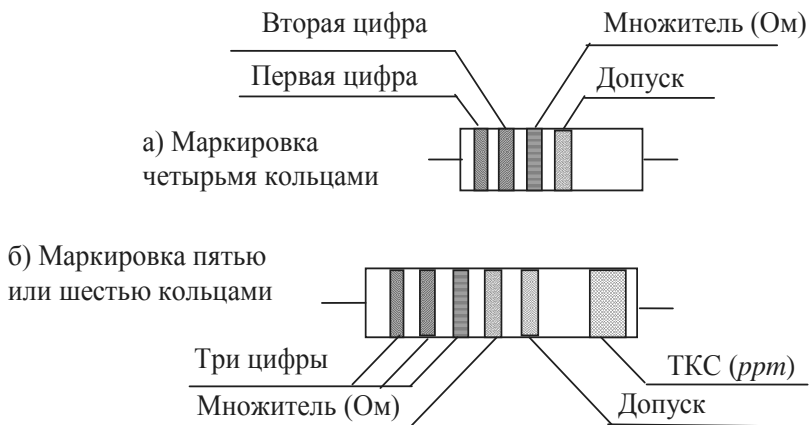 Вторая цифра
Множитель (Ом)
Первая цифра
Допуск
а) Маркировка
четырьмя кольцами
б) Маркировка пятью
или шестью кольцами
Три цифры
ТКС (ppm)
Множитель (Ом)
Допуск